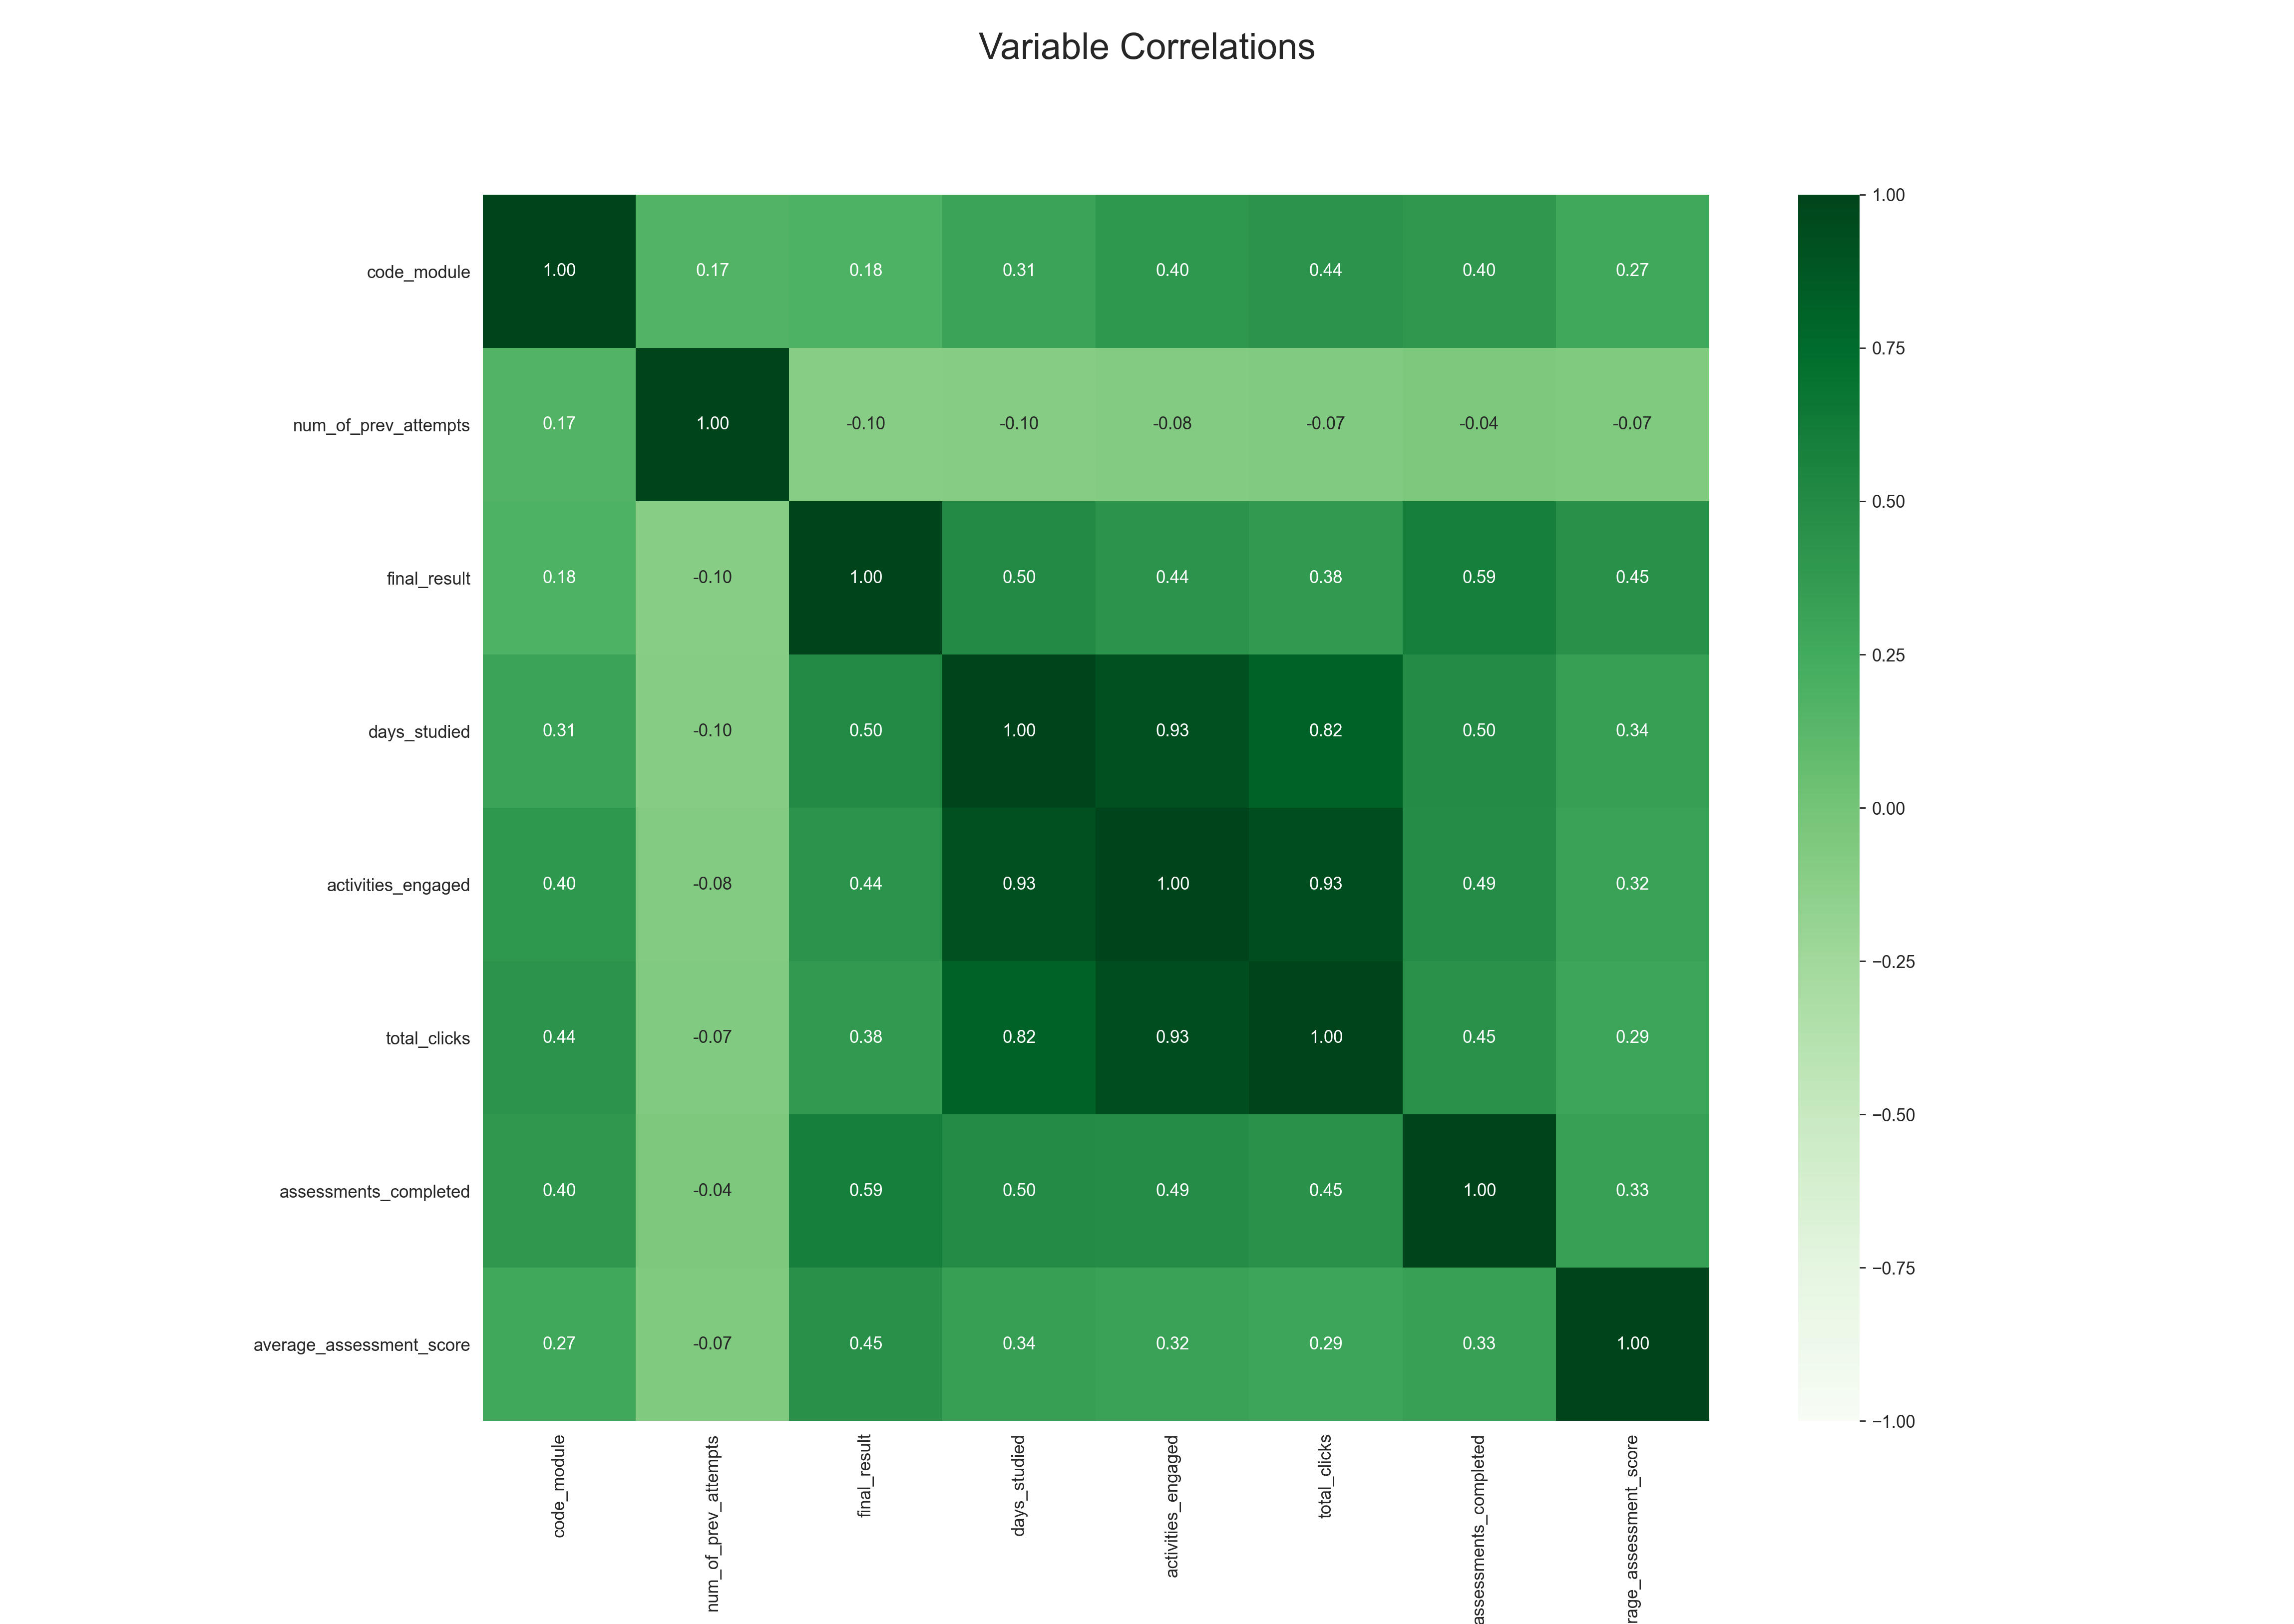 Variable Correlations
code_module 1.00 0.17 0.18 0.31 0.40 0.44 0.40 0.27
num_of_prev_attempts 0.17 1.00 -0.10 -0.10 -0.08 -0.07 -0.04 -0.07
final_result 0.18 -0.10 1.00 0.50 0.44 0.38 0.59 0.45
days_studied 0.31 -0.10 0.50 1.00 0.93 0.82 0.50 0.34
activities_engaged 0.40 -0.08 0.44 0.93 1.00 0.93 0.49 0.32
total_clicks 0.44 -0.07 0.38 0.82 0.93 1.00 0.45 0.29
assessments_completed 0.40 -0.04 0.59 0.50 0.49 0.45 1.00 0.33
average_assessment_score 0.27 -0.07 0.45 0.34 0.32 0.29 0.33 1.00
code_module
num_of_prev_attempts
final_result
days_studied
activities_engaged
total_clicks
assessments_completed
rage_assessment_score
1.00
0.75
0.50
0.25
0.00
−0.25
−0.50
−0.75
−1.00